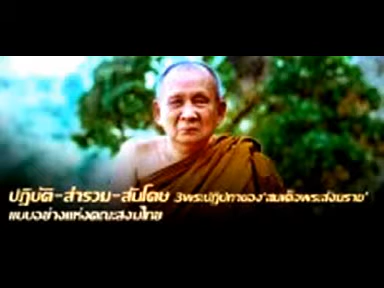 ปฏิบัติ-สำรวม-สันโดษ 3พระปฏิปทาของ'สมเด็จพระสังฆราช'
แบบอย่างแห่งคณะสงฆ์ไทย